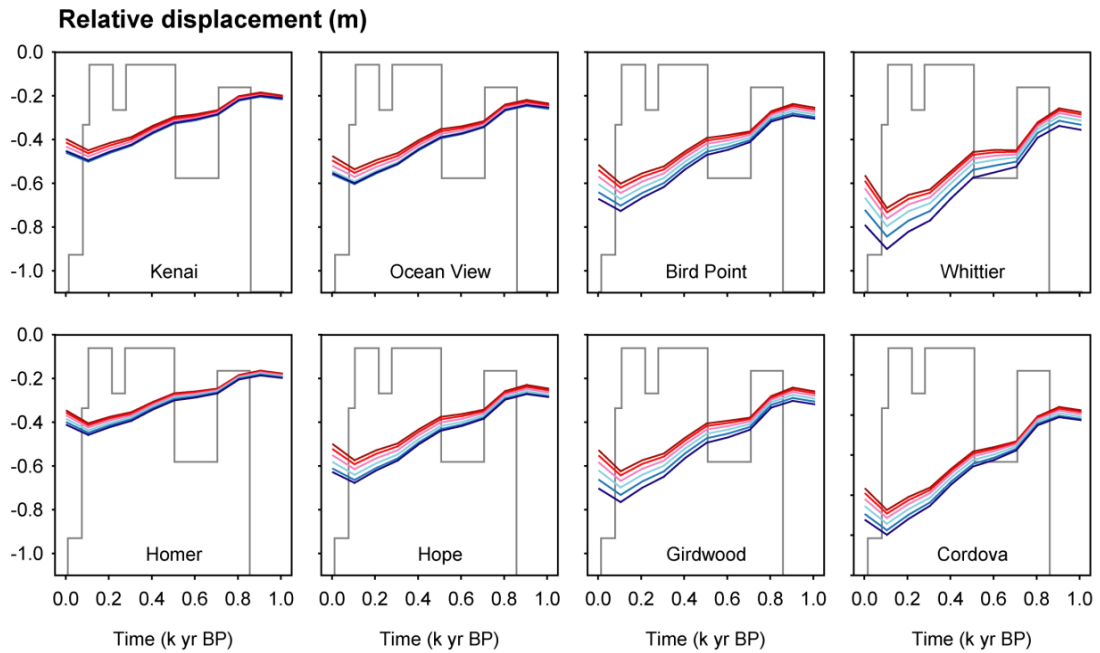 Relative displacement (m)
0.0
-0.2
-0.4
-0.6
-0.8
-1.0
Kenai
Ocean View
Bird Point
Whittier
0.0
-0.2
-0.4
-0.6
-0.8
-1.0
Homer
Hope
Girdwood
Cordova
0.0 0.2 0.4 0.6 0.8 1.0
0.0 0.2 0.4 0.6 0.8 1.0
0.0 0.2 0.4 0.6 0.8 1.0
0.0 0.2 0.4 0.6 0.8 1.0
Time (k yr BP)
Time (k yr BP)
Time (k yr BP)
Time (k yr BP)